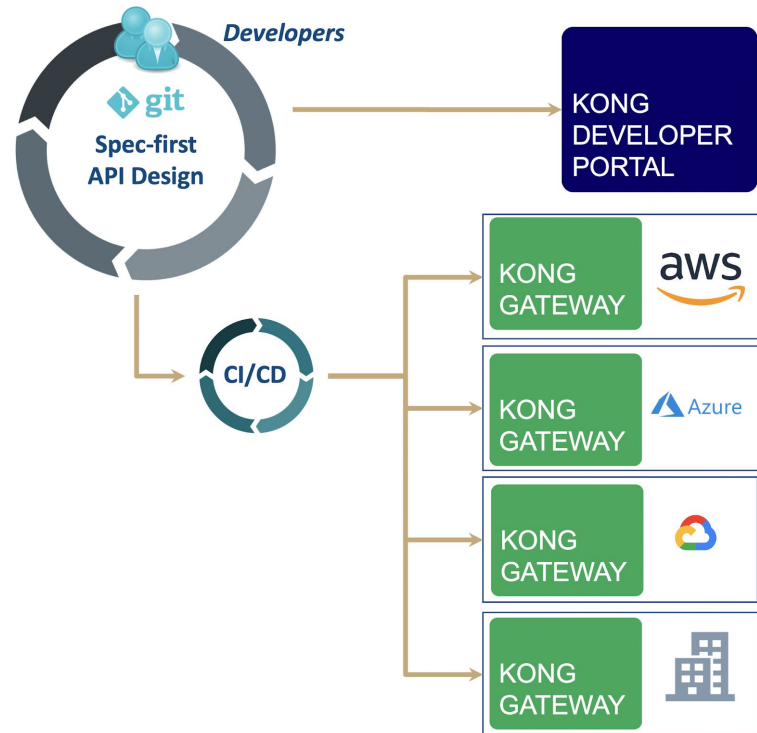 Developers
git
Spec-first
API Design
KONG
DEVELOPER
PORTAL
KONG
GATEWAY
aws
CI/CD
KONG
GATEWAY
Azure
KONG
GATEWAY
KONG
GATEWAY